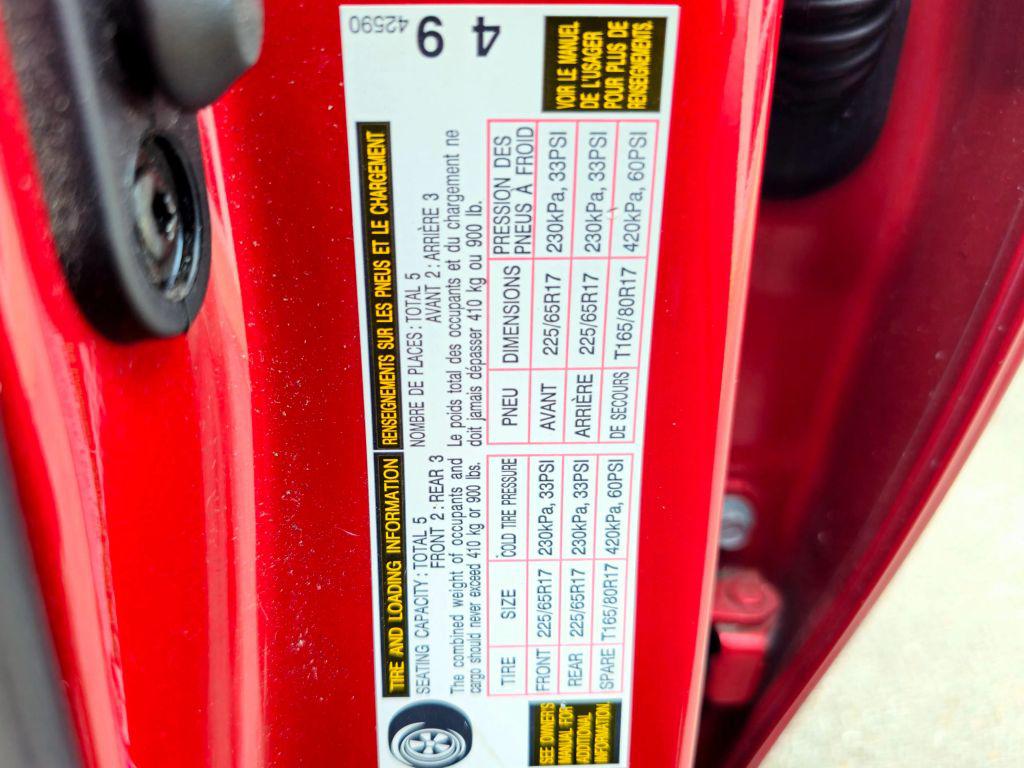 TIRE AND LOADING INFORMATION
SEATING CAPACITY : TOTAL 5
FRONT 2 : REAR 3
The combined weight of occupants and
cargo should never exceed 410 kg or 900 lbs.
TIRE SIZE COLD TIRE PRESSURE
FRONT 225/65R17 230kPa, 33PSI
REAR 225/65R17 230kPa, 33PSI
SPARE T165/80R17 420kPa, 60PSI
SEE OWNER'S
MANUAL FOR
ADDITIONAL
INFORMATION.
RENSEIGNEMENTS SUR LES PNEUS ET LE CHARGEMENT
NOMBRE DE PLACES : TOTAL 5
AVANT 2 : ARRIÈRE 3
Le poids total des occupants et du chargement ne
doit jamais dépasser 410 kg ou 900 lb.
PNEU DIMENSIONS PRESSION DES
PNEUS À FROID
AVANT 225/65R17 230kPa, 33PSI
ARRIÈRE 225/65R17 230kPa, 33PSI
DE SECOURS T165/80R17 420kPa, 60PSI
VOIR LE MANUEL
DE L'USAGER
POUR PLUS DE
RENSEIGNEMENTS.
42590
9
4